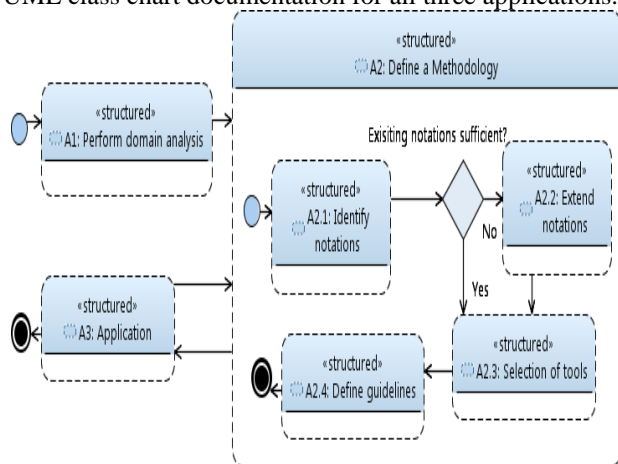 UML class chart documentation for all three applications.
«structured»
A2: Define a Methodology
«structured»
A1: Perform domain analysis
Exisiting notations sufficient?
«structured»
A2.1: Identify
notations
«structured»
A2.2: Extend
notations
No
Yes
«structured»
A3: Application
«structured»
A2.3: Selection of tools
«structured»
A2.4: Define guidelines